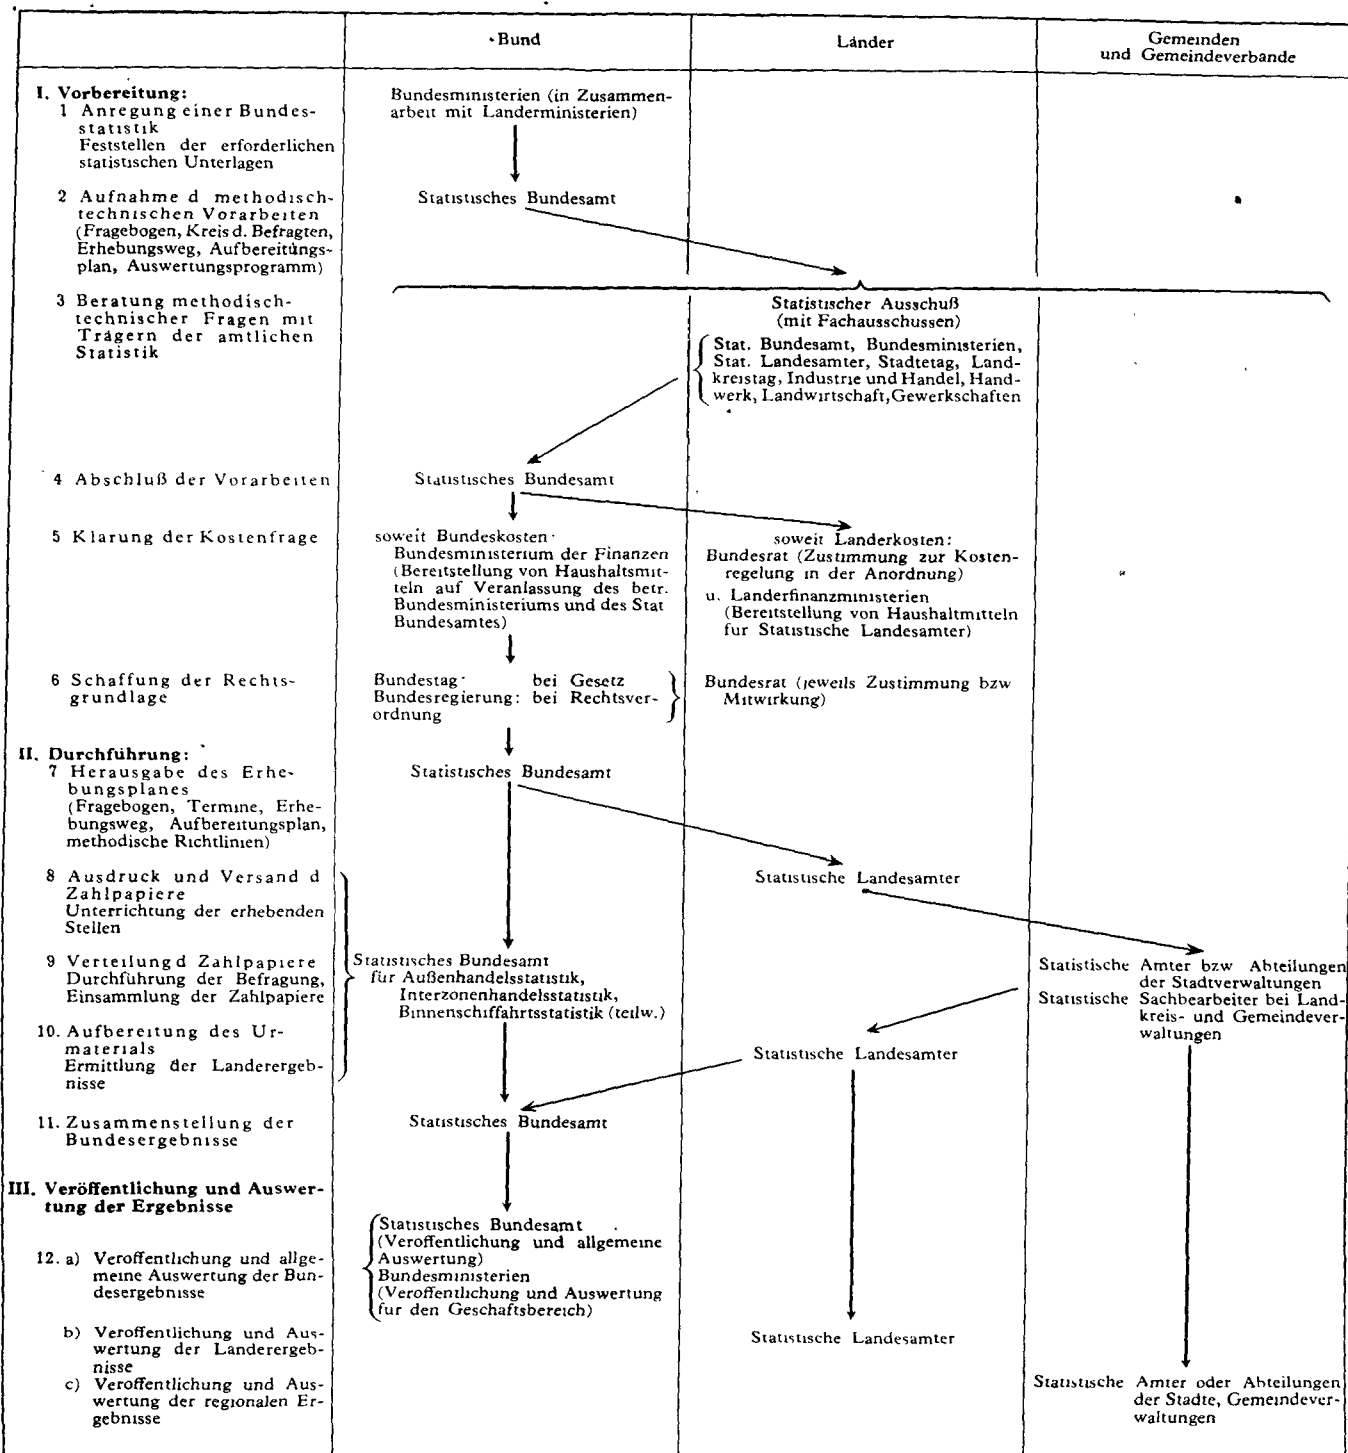 Bund
Länder
Gemeinden
und Gemeindeverbande
I. Vorbereitung:
1 Anregung einer Bundes-
statistik
Feststellen der erforderlichen
statistischen Unterlagen
Bundesministerien (in Zusammen-
arbeit mit Landerministerien)
2 Aufnahme d methodisch-
technischen Vorarbeiten
(Fragebogen, Kreis d. Befragten,
Erhebungsweg, Aufbereitungs-
plan, Auswertungsprogramm)
Statistisches Bundesamt
3 Beratung methodisch-
technischer Fragen mit
Trägern der amtlichen
Statistik
Statistischer Ausschuß
(mit Fachausschussen)
Stat. Bundesamt, Bundesministerien,
Stat. Landesamter, Stadtetag, Land-
kreistag, Industrie und Handel, Hand-
werk, Landwirtschaft, Gewerkschaften
4 Abschluß der Vorarbeiten
Statistisches Bundesamt
5 Klarung der Kostenfrage
soweit Bundeskosten·
Bundesministerium der Finanzen
(Bereitstellung von Haushaltsmit-
teln auf Veranlassung des betr.
Bundesministeriums und des Stat
Bundesamtes)
soweit Landerkosten:
Bundesrat (Zustimmung zur Kosten-
regelung in der Anordnung)
u. Landerfinanzministerien
(Bereitstellung von Haushaltmitteln
fur Statistische Landesamter)
6 Schaffung der Rechts-
grundlage
Bundestag· bei Gesetz
Bundesregierung: bei Rechtsver-
ordnung
Bundesrat (jeweils Zustimmung bzw
Mitwirkung)
II. Durchführung:
7 Herausgabe des Erhe-
bungsplanes
(Fragebogen, Termine, Erhe-
bungsweg, Aufbereitungsplan,
methodische Richtlinien)
Statistisches Bundesamt
8 Ausdruck und Versand d
Zahlpapiere
Unterrichtung der erhebenden
Stellen
Statistische Landesamter
9 Verteilung d Zahlpapiere
Durchführung der Befragung,
Einsammlung der Zahlpapiere
Statistisches Bundesamt
für Außenhandelsstatistik,
Interzonenhandelsstatistik,
Binnenschiffahrtsstatistik (teilw.)
Statistische Amter bzw Abteilungen
der Stadtverwaltungen
Statistische Sachbearbeiter bei Land-
kreis- und Gemeindever-
waltungen
10. Aufbereitung des Ur-
materials
Ermittlung der Landerergeb-
nisse
Statistische Landesamter
11. Zusammenstellung der
Bundesergebnisse
Statistisches Bundesamt
III. Veröffentlichung und Auswer-
tung der Ergebnisse
12. a) Veroffentlichung und allge-
meine Auswertung der Bun-
desergebnisse
Statistisches Bundesamt
(Veroffentlichung und allgemeine
Auswertung)
Bundesministerien
(Veroffentlichung und Auswertung
fur den Geschaftsbereich)
b) Veroffentlichung und Aus-
wertung der Landerergeb-
nisse
Statistische Landesamter
c) Veroffentlichung und Aus-
wertung der regionalen Er-
gebnisse
Statistische Amter oder Abteilungen
der Stadte, Gemeindever-
waltungen